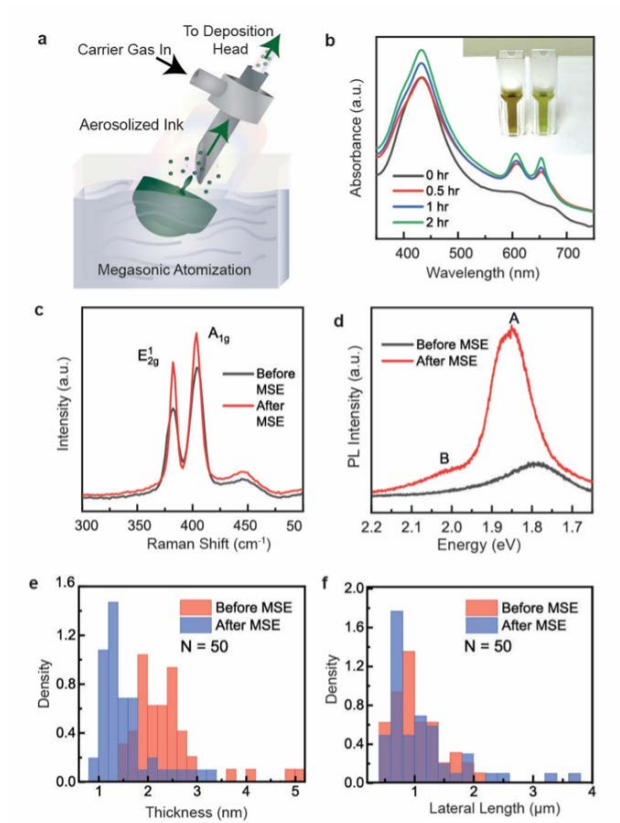 a
To Deposition
Head
Carrier Gas In
Aerosolized Ink
Megasonic Atomization
b
Absorbance (a.u.)
0 hr
0.5 hr
1 hr
2 hr
400 500 600 700
Wavelength (nm)
c
Intensity (a.u.)
E¹₂g
A₁g
Before
MSE
After
MSE
300 350 400 450 50
Raman Shift (cm⁻¹)
d
PL Intensity (a.u.)
Before MSE
After MSE
A
B
2.2 2.1 2.0 1.9 1.8 1.7
Energy (eV)
e
Density
1.6
1.2
0.8
0.4
0.0
Before MSE
After MSE
N = 50
1 2 3 4 5
Thickness (nm)
f
Density
2.0
1.6
1.2
0.8
0.4
0.0
Before MSE
After MSE
N = 50
1 2 3 4
Lateral Length (μm)